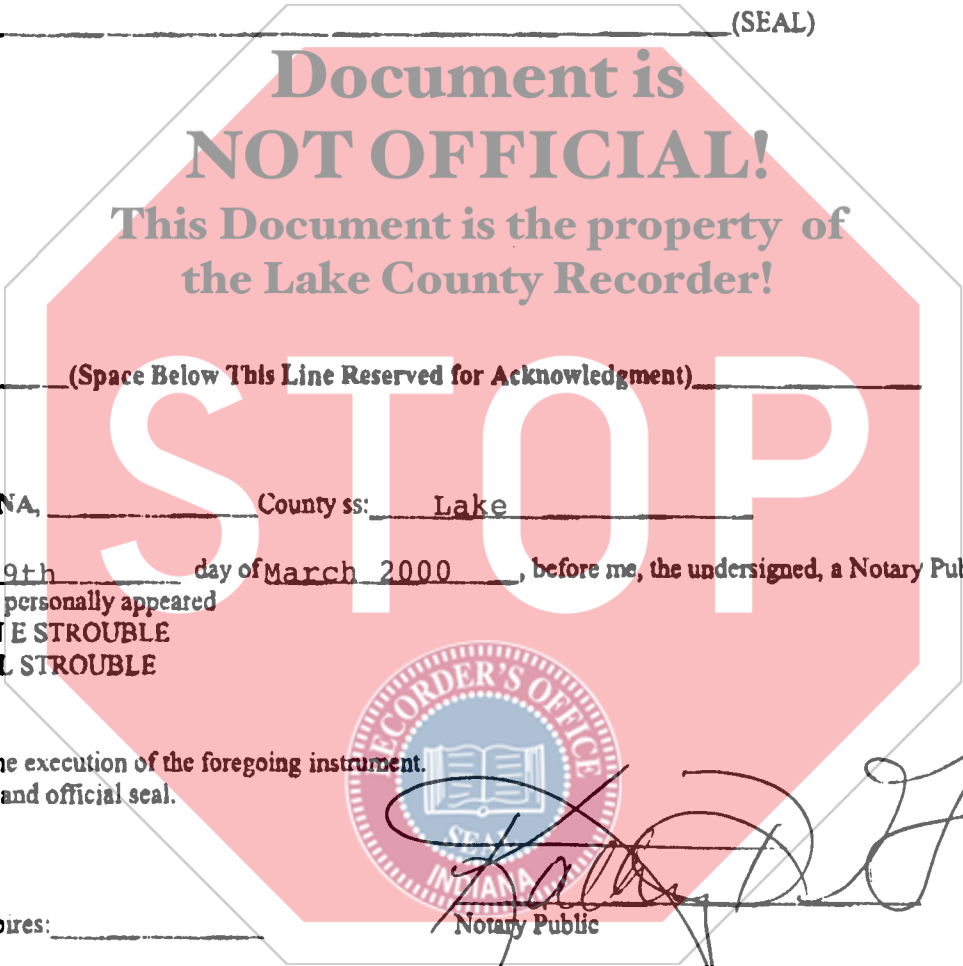 (SEAL)
Document is
NOT OFFICIAL!
This Document is the property of
the Lake County Recorder!
(Space Below This Line Reserved for Acknowledgment)
STOP
NA, County ss: Lake
9th day of March 2000, before me, the undersigned, a Notary Pub
personally appeared
E STROUBLE
L STROUBLE
RECORDER'S OFFICE
SEAL
INDIANA
e execution of the foregoing instrument.
and official seal.
ires:
Notary Public